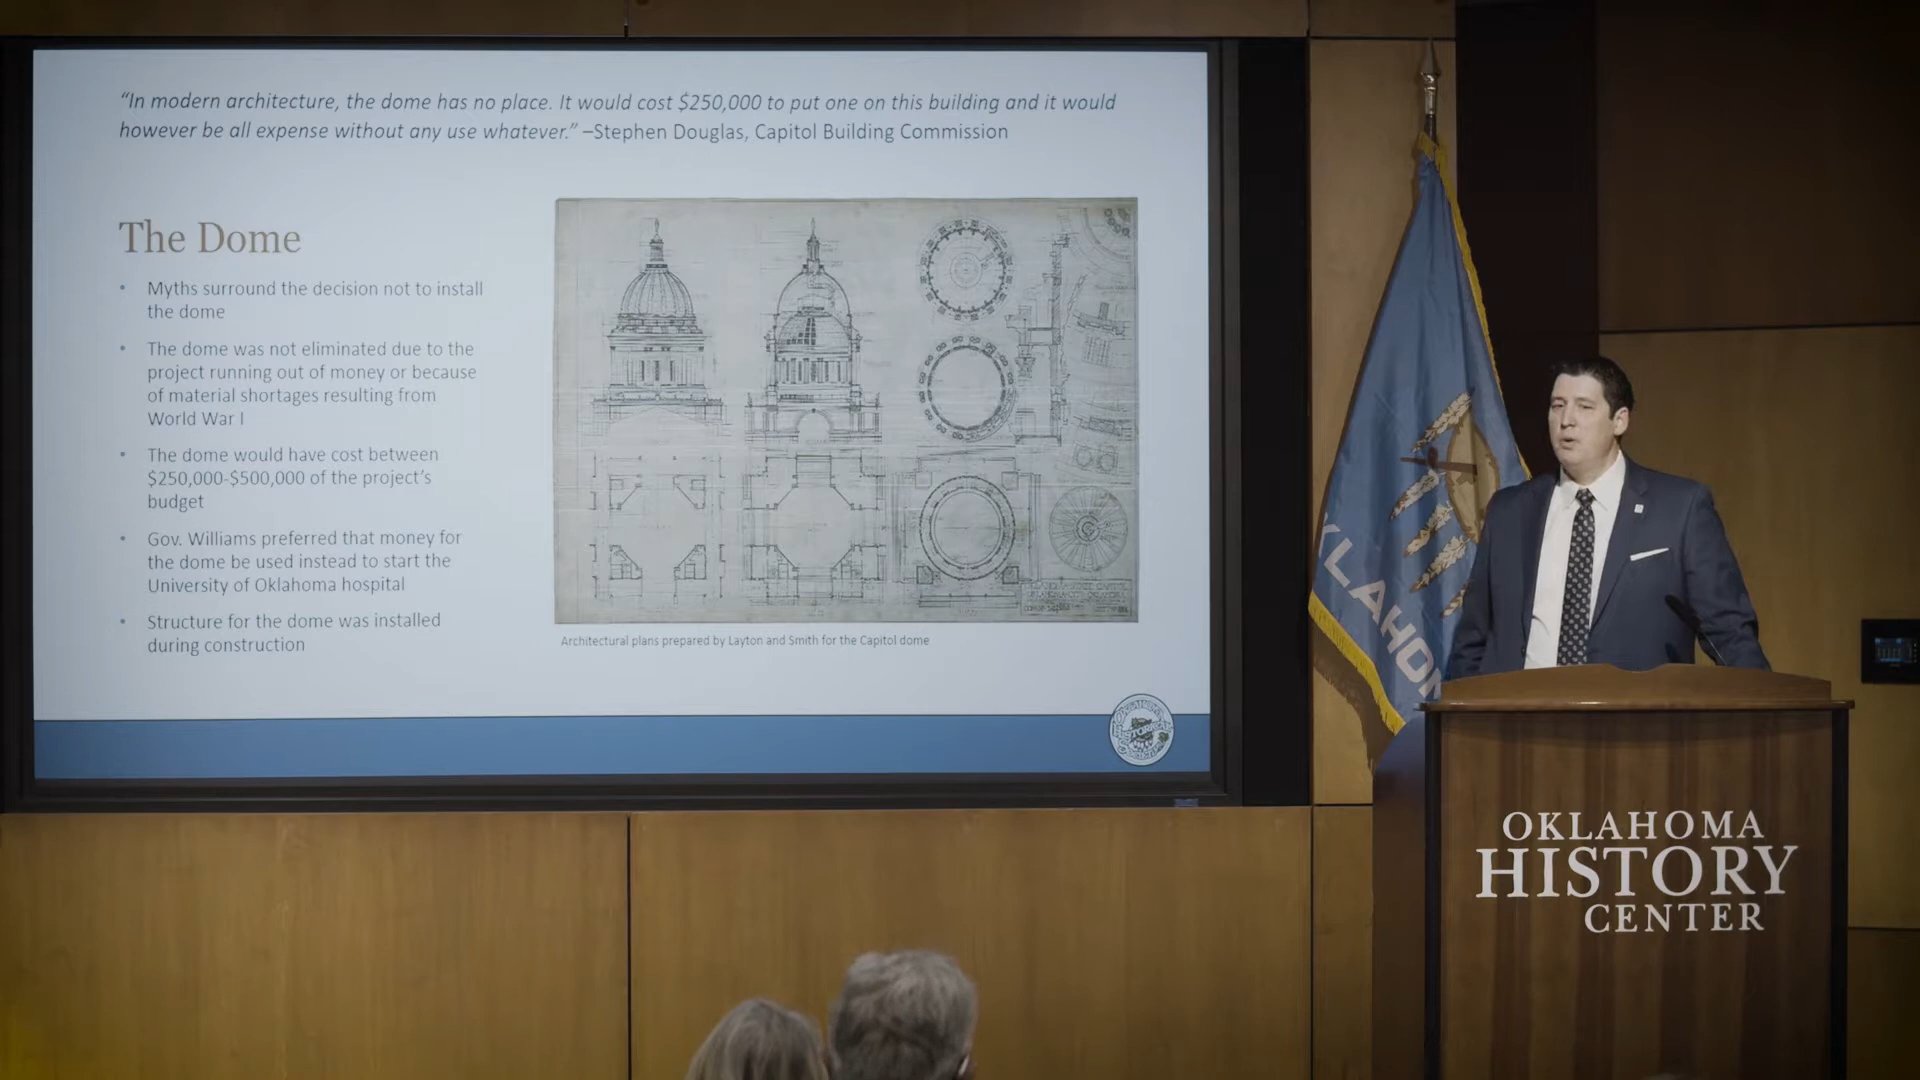 “In modern architecture, the dome has no place. It would cost $250,000 to put one on this building and it would
however be all expense without any use whatever.” –Stephen Douglas, Capitol Building Commission
The Dome
• Myths surround the decision not to install
the dome
• The dome was not eliminated due to the
project running out of money or because
of material shortages resulting from
World War I
• The dome would have cost between
$250,000-$500,000 of the project’s
budget
• Gov. Williams preferred that money for
the dome be used instead to start the
University of Oklahoma hospital
• Structure for the dome was installed
during construction
Architectural plans prepared by Layton and Smith for the Capitol dome
KLAHOM
OKLAHOMA
HISTORY
CENTER